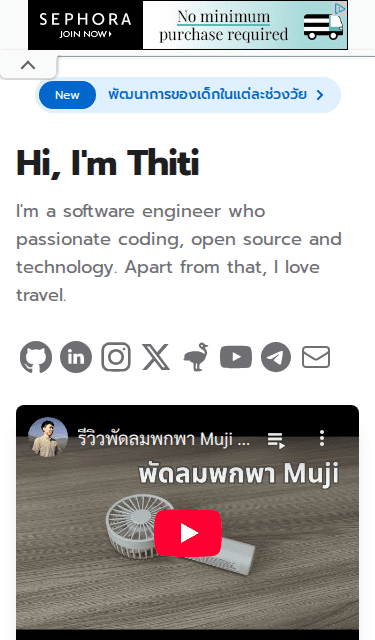 SEPHORA
JOIN NOW
No minimum
purchase required
New
พัฒนาการของเด็กในแต่ละช่วงวัย
Hi, I'm Thiti
I'm a software engineer who
passionate coding, open source and
technology. Apart from that, I love
travel.
รีวิวพัดลมพกพา Muji ...
พัดลมพกพา Muji